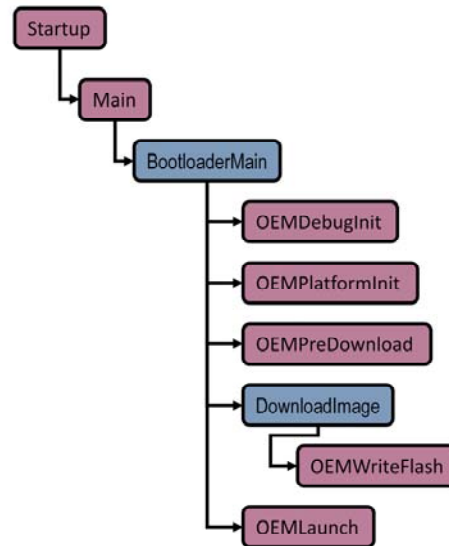 Startup
Main
BootloaderMain
OEMDebugInit
OEMPlatformInit
OEMPreDownload
DownloadImage
OEMWriteFlash
OEMLaunch